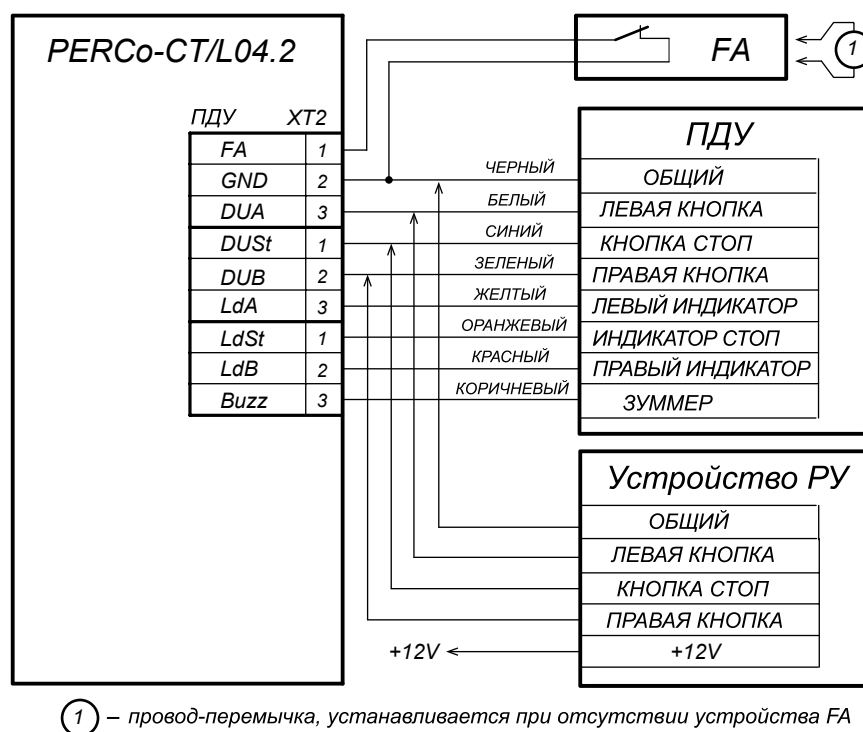 PERCo-CT/L04.2
FA
1
ПДУ XT2
FA 1
GND 2
DUA 3
DUSt 1
DUB 2
LdA 3
LdSt 1
LdB 2
Buzz 3
ЧЕРНЫЙ
БЕЛЫЙ
СИНИЙ
ЗЕЛЕНЫЙ
ЖЕЛТЫЙ
ОРАНЖЕВЫЙ
КРАСНЫЙ
КОРИЧНЕВЫЙ
ПДУ
ОБЩИЙ
ЛЕВАЯ КНОПКА
КНОПКА СТОП
ПРАВАЯ КНОПКА
ЛЕВЫЙ ИНДИКАТОР
ИНДИКАТОР СТОП
ПРАВЫЙ ИНДИКАТОР
ЗУММЕР
Устройство РУ
ОБЩИЙ
ЛЕВАЯ КНОПКА
КНОПКА СТОП
ПРАВАЯ КНОПКА
+12V
+12V
1 – провод-перемычка, устанавливается при отсутствии устройства FA